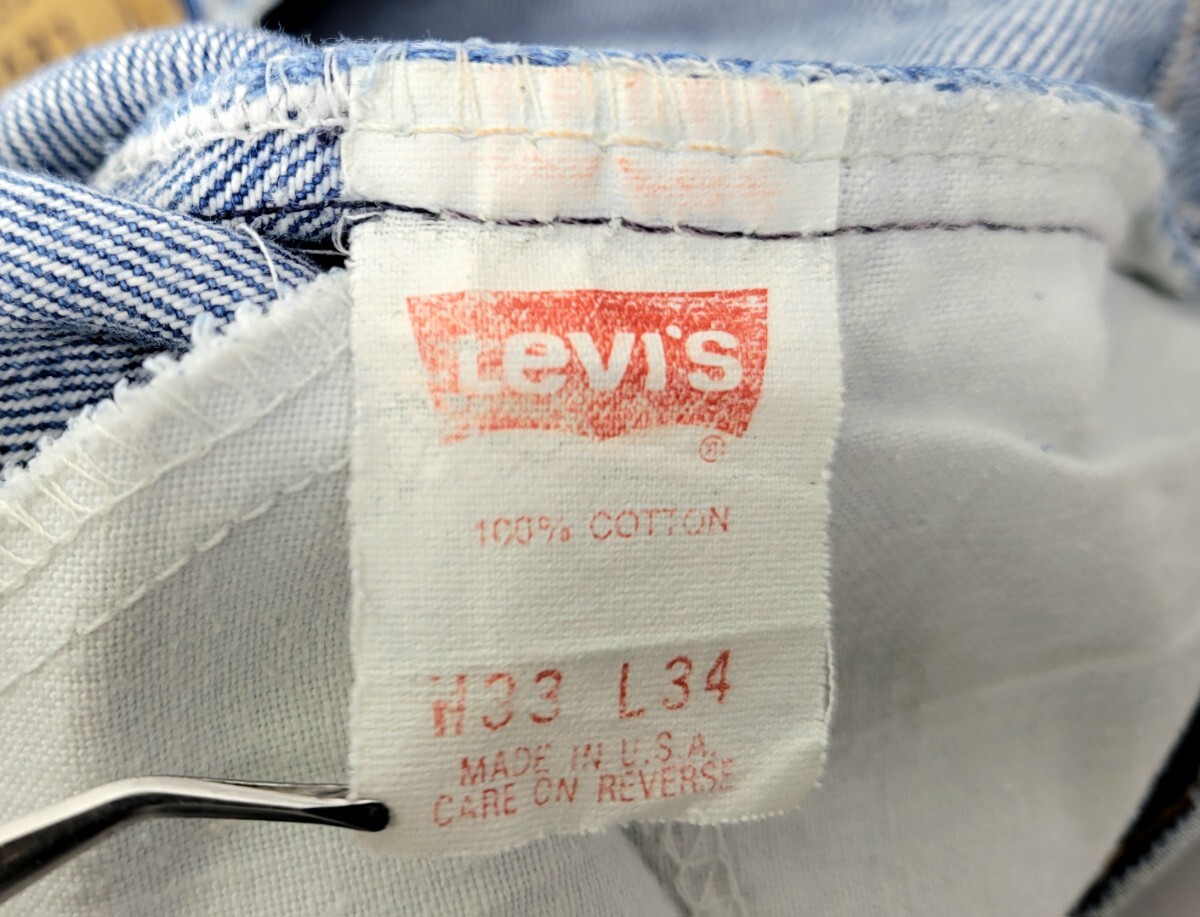 Levi's
®
100% COTTON
W33 L34
MADE IN U.S.A.
CARE ON REVERSE